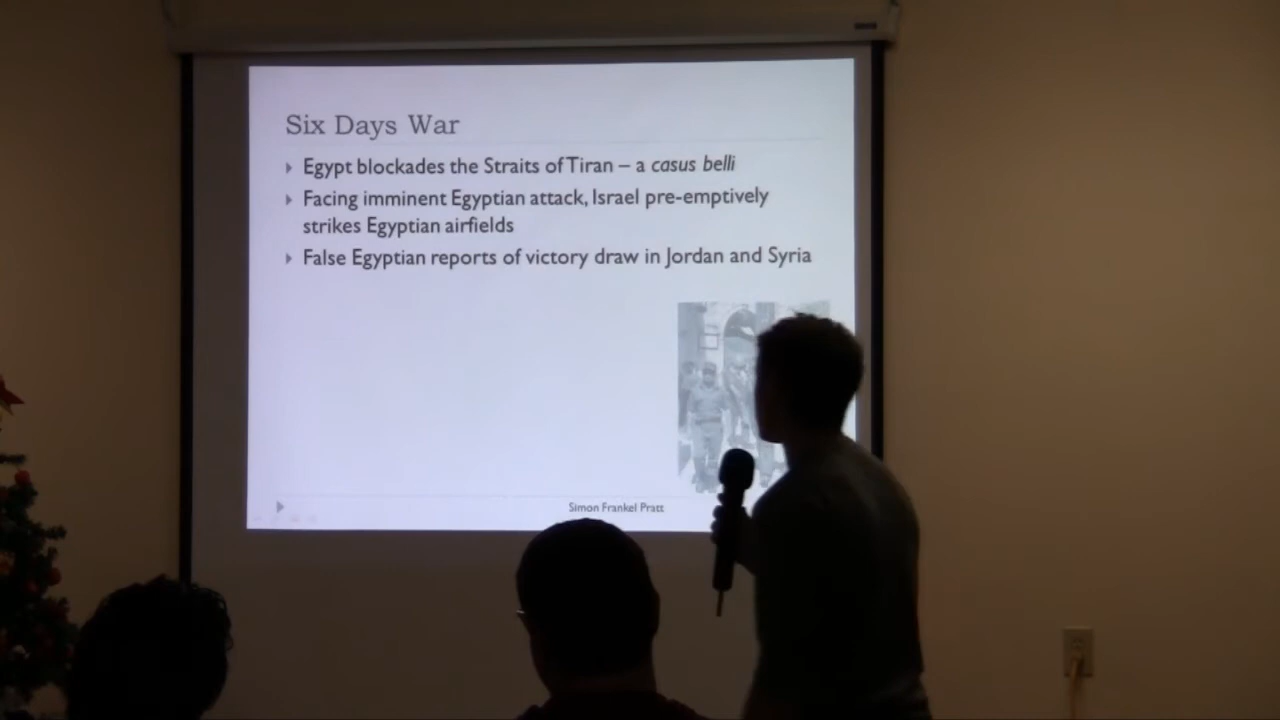 Six Days War
Egypt blockades the Straits of Tiran – a casus belli
Facing imminent Egyptian attack, Israel pre-emptively
strikes Egyptian airfields
False Egyptian reports of victory draw in Jordan and Syria
Simon Frankel Pratt